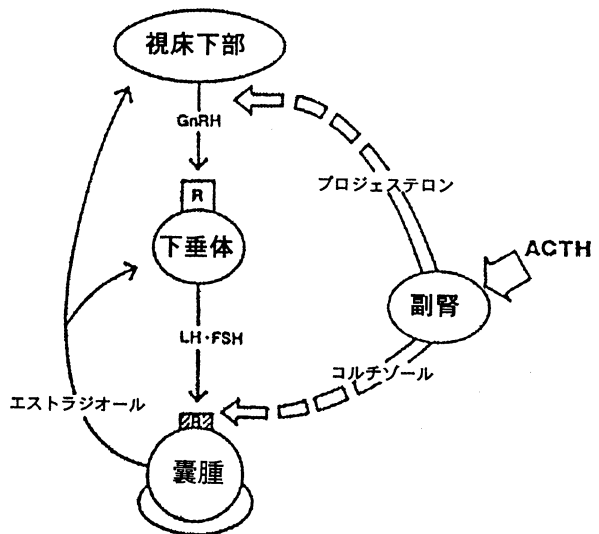 視床下部
GnRH
R
プロジェステロン
下垂体
ACTH
副腎
LH・FSH
コルチゾール
エストラジオール
R
嚢腫